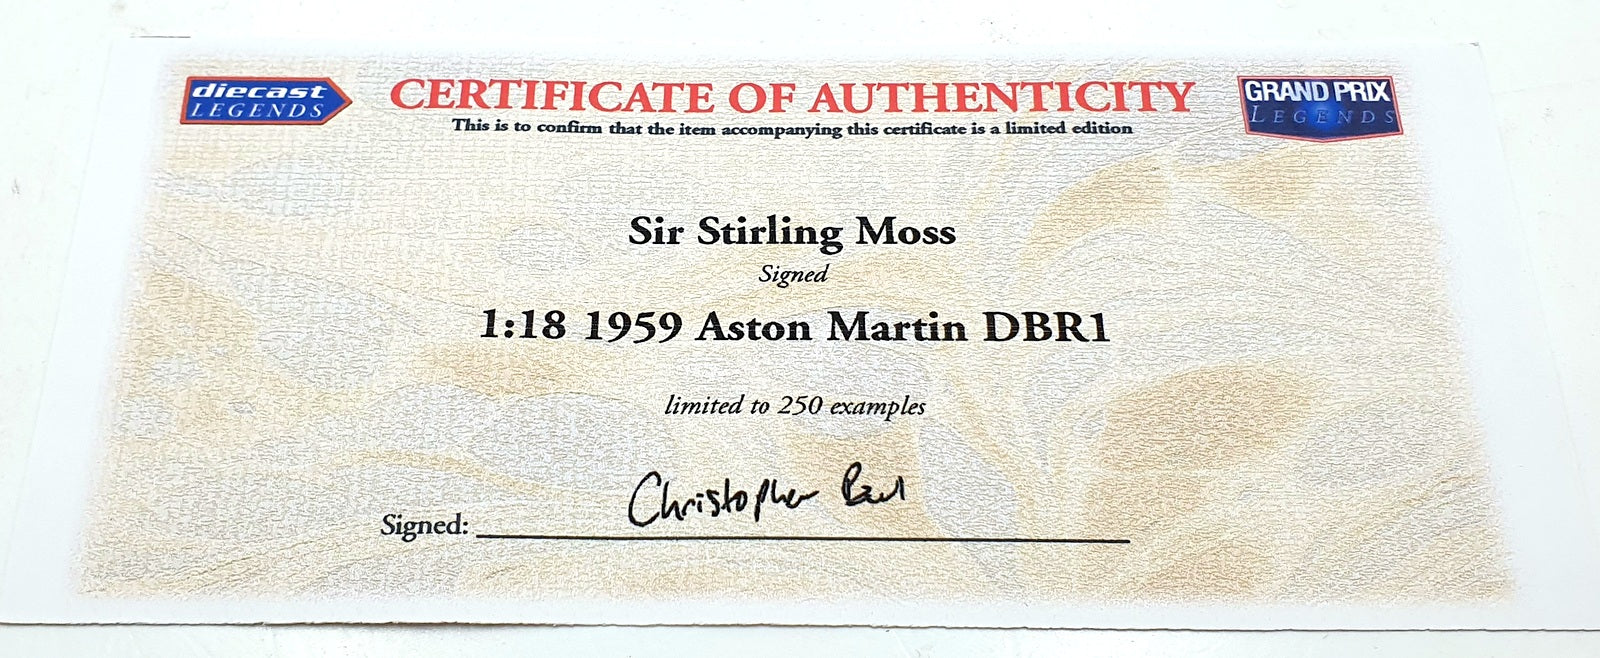 diecast
LEGENDS
CERTIFICATE OF AUTHENTICITY
This is to confirm that the item accompanying this certificate is a limited edition
GRAND PRIX
LEGENDS
Sir Stirling Moss
Signed
1:18 1959 Aston Martin DBR1
limited to 250 examples
Christopher
Signed: